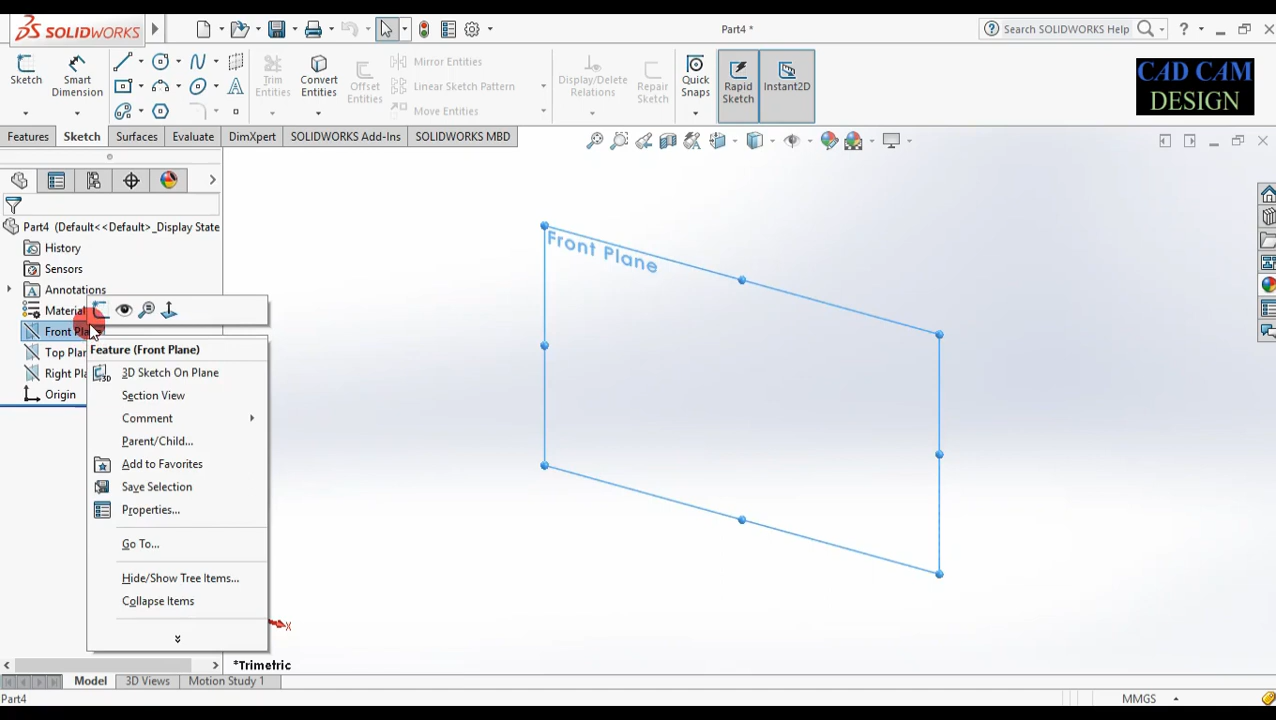 SOLIDWORKS
Part4 *
Search SOLIDWORKS Help
?
CAD CAM
DESIGN
Sketch
Smart
Dimension
Trim
Entities
Convert
Entities
Offset
Entities
Mirror Entities
Linear Sketch Pattern
Move Entities
Display/Delete
Relations
Repair
Sketch
Quick
Snaps
Rapid
Sketch
Instant2D
Features
Sketch
Surfaces
Evaluate
DimXpert
SOLIDWORKS Add-Ins
SOLIDWORKS MBD
Part4 (Default<<Default>_Display State
History
Sensors
Annotations
Material
Front Pla
Top Plan
Right Pla
Origin
Feature (Front Plane)
3D Sketch On Plane
Section View
Comment
Parent/Child...
Add to Favorites
Save Selection
Properties...
Go To...
Hide/Show Tree Items...
Collapse Items
Front Plane
X
*Trimetric
Model
3D Views
Motion Study 1
Part4
MMGS